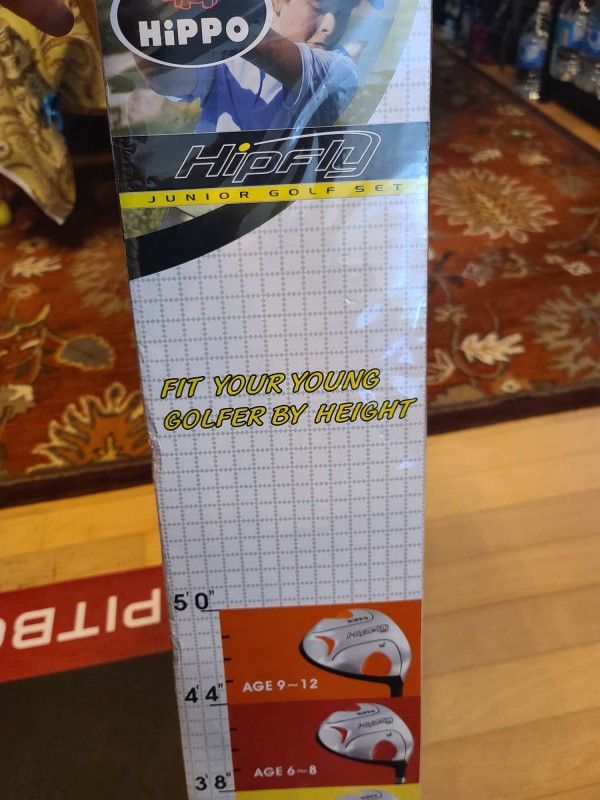 HiPPO
Hipfly
JUNIOR GOLF SET
FIT YOUR YOUNG
GOLFER BY HEIGHT
5' 0"
AGE 9~12
4' 4"
AGE 6~8
3' 8"
PITB